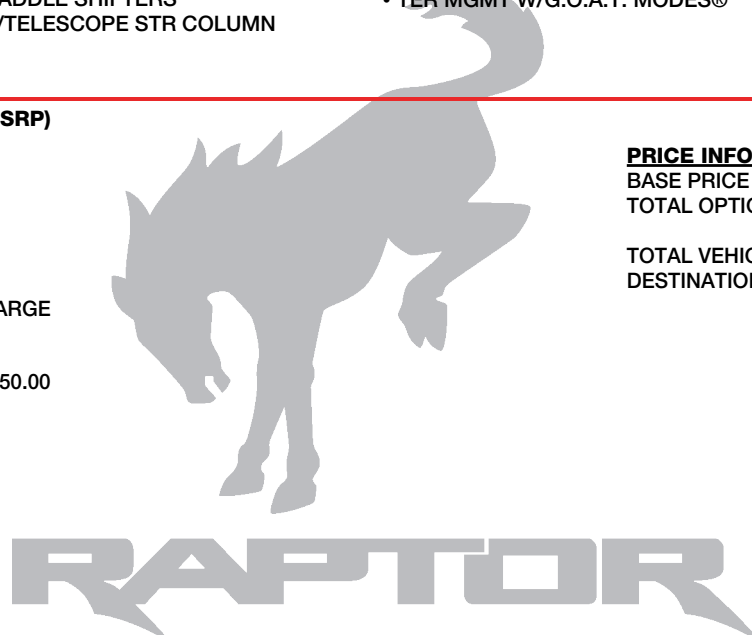 ADDLE SHIFTERS
/TELESCOPE STR COLUMN
• TER MGMT W/G.O.A.T. MODES®
SRP)
ARGE
50.00
PRICE INFO
BASE PRICE
TOTAL OPTIO
TOTAL VEHIC
DESTINATION
RAPTOR